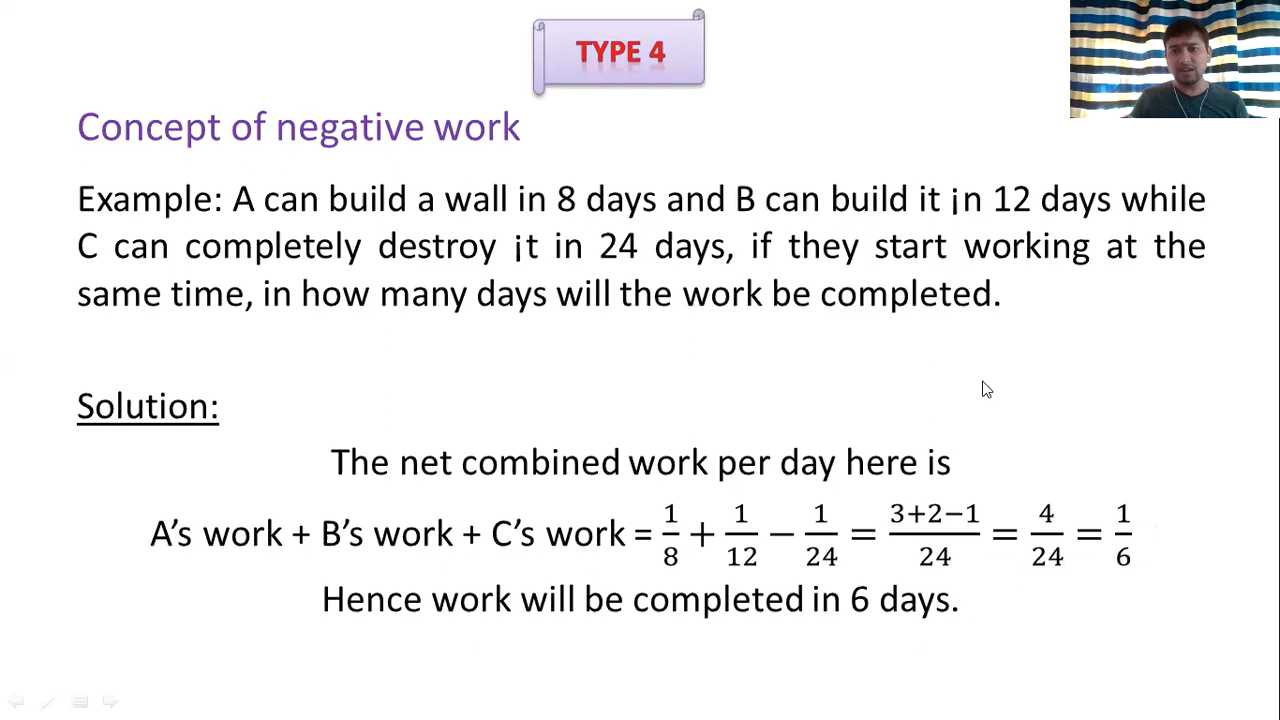 TYPE 4
Concept of negative work
Example: A can build a wall in 8 days and B can build it ¡n 12 days while
C can completely destroy ¡t in 24 days, if they start working at the
same time, in how many days will the work be completed.
Solution:
The net combined work per day here is
A’s work + B’s work + C’s work = 1/8 + 1/12 − 1/24 = 3+2−1/24 = 4/24 = 1/6
Hence work will be completed in 6 days.